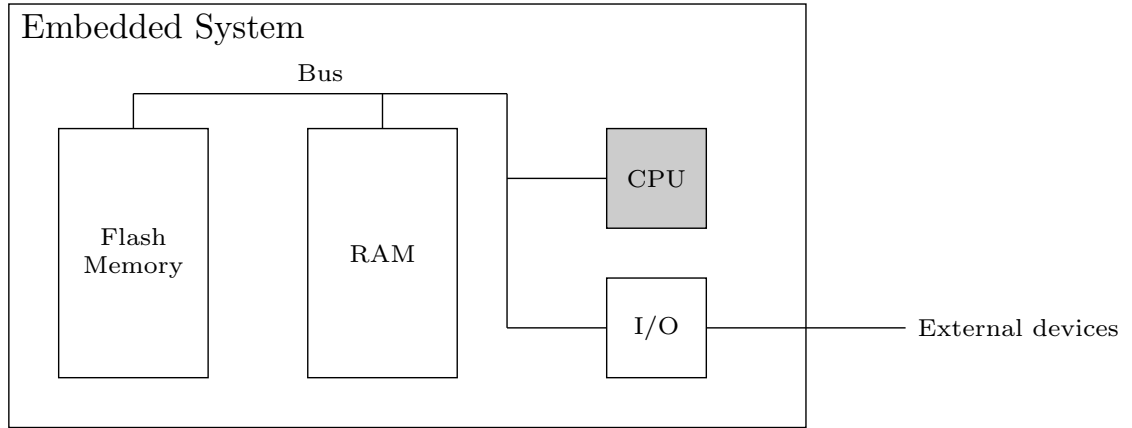 Embedded System
Bus
CPU
Flash
Memory
RAM
I/O
External devices